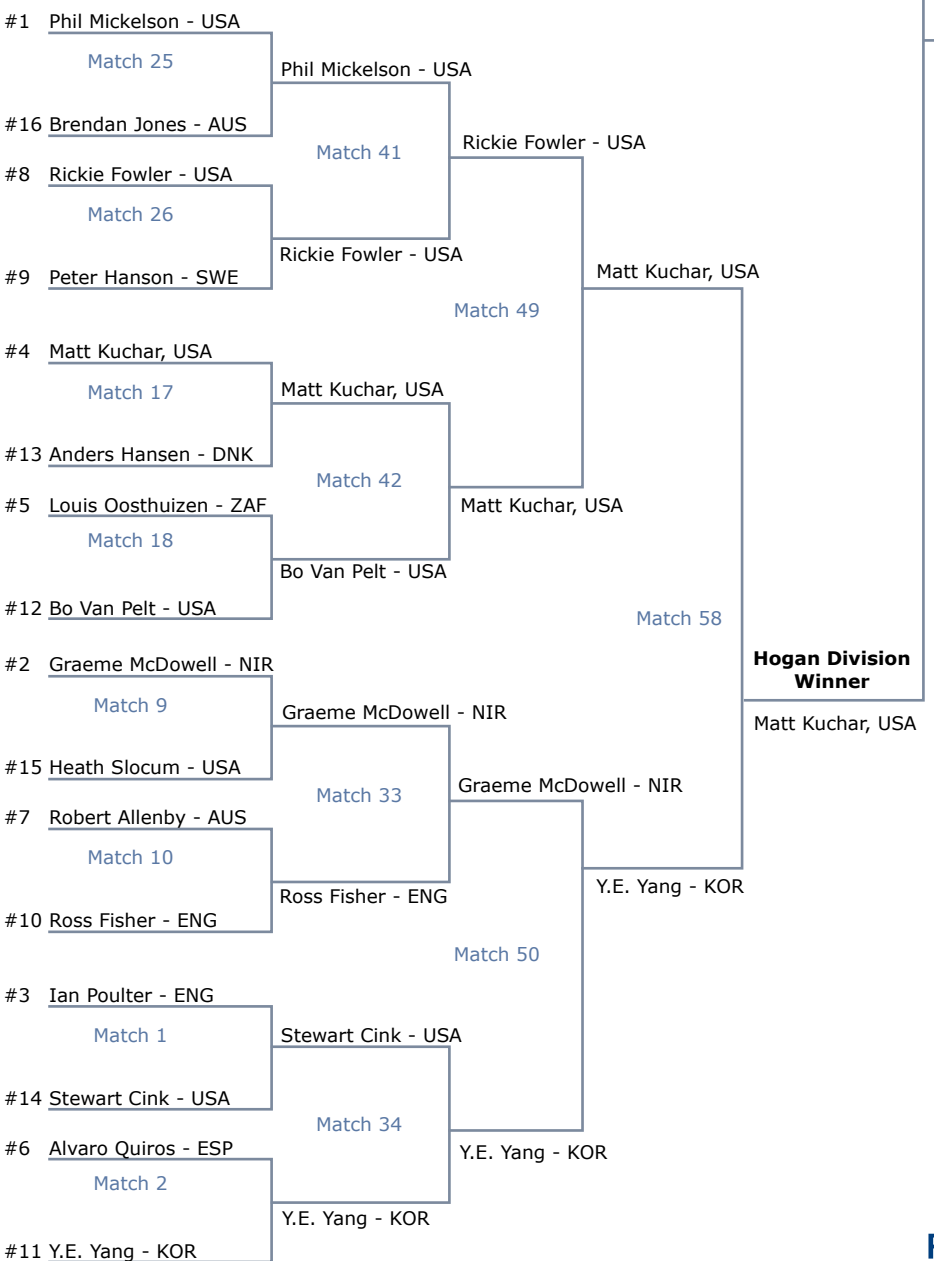 #1 Phil Mickelson - USA
Match 25
Phil Mickelson - USA
#16 Brendan Jones - AUS
Match 41
Rickie Fowler - USA
#8 Rickie Fowler - USA
Match 26
Rickie Fowler - USA
#9 Peter Hanson - SWE
Matt Kuchar, USA
Match 49
#4 Matt Kuchar, USA
Match 17
Matt Kuchar, USA
#13 Anders Hansen - DNK
Match 42
#5 Louis Oosthuizen - ZAF
Matt Kuchar, USA
Match 18
Bo Van Pelt - USA
#12 Bo Van Pelt - USA
Match 58
#2 Graeme McDowell - NIR
Hogan Division
Winner
Match 9
Graeme McDowell - NIR
Matt Kuchar, USA
#15 Heath Slocum - USA
Match 33
Graeme McDowell - NIR
#7 Robert Allenby - AUS
Match 10
Ross Fisher - ENG
Y.E. Yang - KOR
#10 Ross Fisher - ENG
Match 50
#3 Ian Poulter - ENG
Match 1
Stewart Cink - USA
#14 Stewart Cink - USA
Match 34
#6 Alvaro Quiros - ESP
Y.E. Yang - KOR
Match 2
Y.E. Yang - KOR
#11 Y.E. Yang - KOR